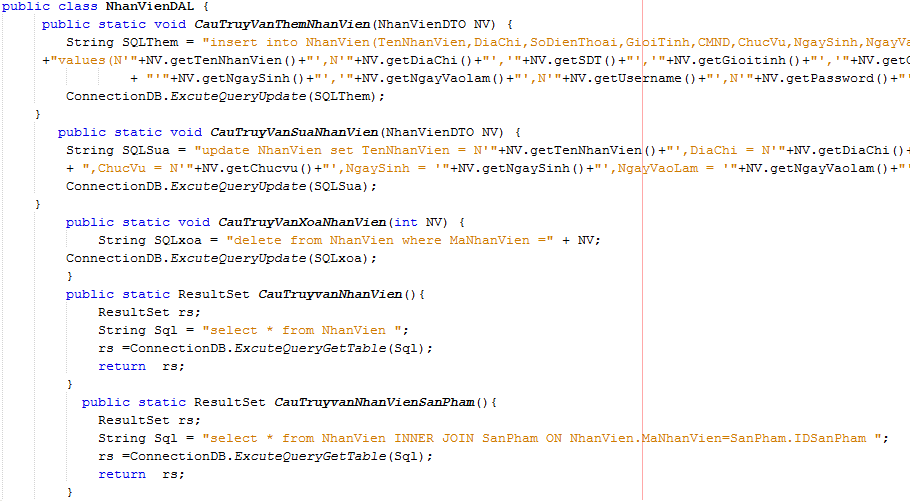 public class NhanVienDAL {
public static void CauTruyVanThemNhanVien(NhanVienDTO NV) {
String SQLThem = "insert into NhanVien(TenNhanVien,DiaChi,SoDienThoai,GioiTinh,CMND,ChucVu,NgaySinh,NgayVa
+"values(N'"+NV.getTenNhanVien()+"',N'"+NV.getDiaChi()+"','"+NV.getSDT()+"','"+NV.getGioitinh()+"','"+NV.getC
+ "'"+NV.getNgaySinh()+"','"+NV.getNgayVaolam()+"',N'"+NV.getUsername()+"',N'"+NV.getPassword()+"'
ConnectionDB.ExcuteQueryUpdate(SQLThem);
}
public static void CauTruyVanSuaNhanVien(NhanVienDTO NV) {
String SQLSua = "update NhanVien set TenNhanVien = N'"+NV.getTenNhanVien()+"',DiaChi = N'"+NV.getDiaChi()+
+ ",ChucVu = N'"+NV.getChucvu()+"',NgaySinh = '"+NV.getNgaySinh()+"',NgayVaoLam = '"+NV.getNgayVaolam()+"'
ConnectionDB.ExcuteQueryUpdate(SQLSua);
}
public static void CauTruyVanXoaNhanVien(int NV) {
String SQLxoa = "delete from NhanVien where MaNhanVien =" + NV;
ConnectionDB.ExcuteQueryUpdate(SQLxoa);
}
public static ResultSet CauTruyvanNhanVien(){
ResultSet rs;
String Sql = "select * from NhanVien ";
rs =ConnectionDB.ExcuteQueryGetTable(Sql);
return  rs;
}
public static ResultSet CauTruyvanNhanVienSanPham(){
ResultSet rs;
String Sql = "select * from NhanVien INNER JOIN SanPham ON NhanVien.MaNhanVien=SanPham.IDSanPham ";
rs =ConnectionDB.ExcuteQueryGetTable(Sql);
return  rs;
}